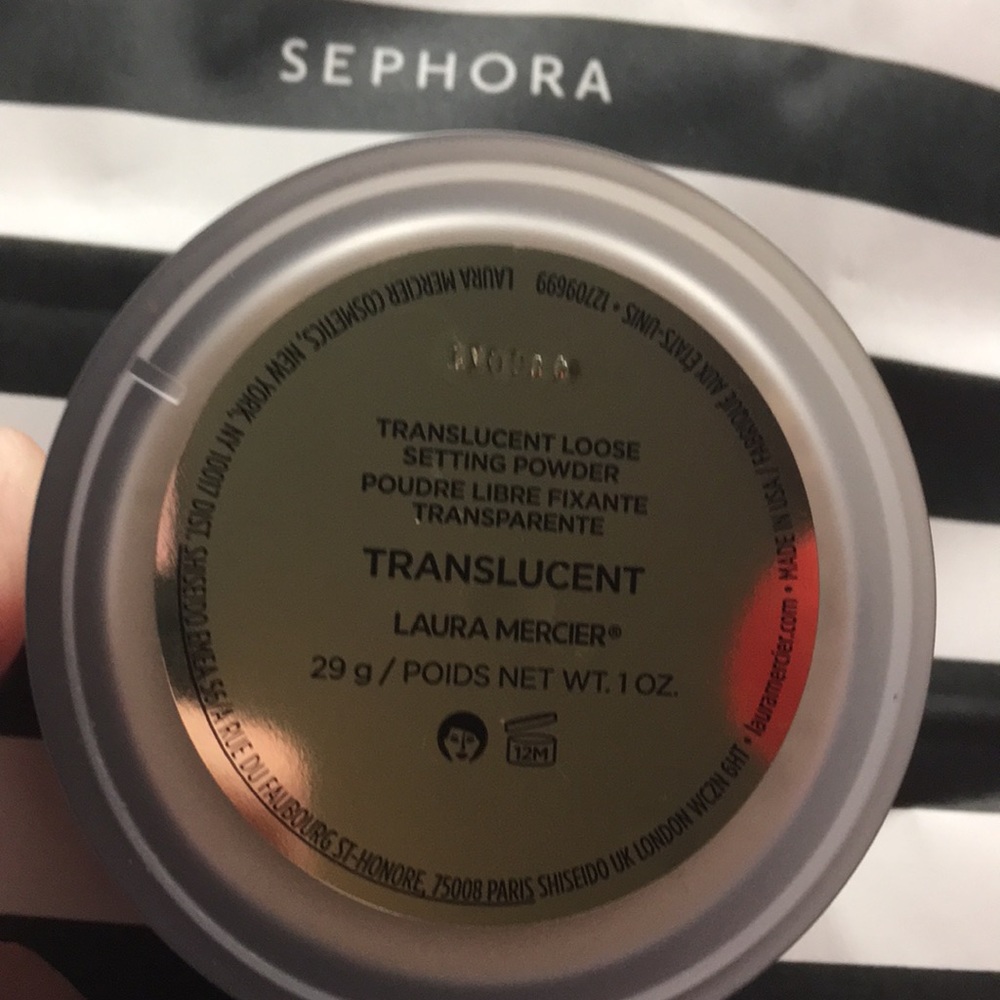 SEPHORA
TRANSLUCENT LOOSE
SETTING POWDER
POUDRE LIBRE FIXANTE
TRANSPARENTE
TRANSLUCENT
LAURA MERCIER®
29 g / POIDS NET WT. 1 OZ.
12M
LAURA MERCIER COSMETICS, NEW YORK, NY 10017 DIST. SHISEIDO EMEA 56/A RUE DU FAUBOURG ST-HONORE, 75008 PARIS SHISEIDO UK LONDON WC2N 6HT • lauramercier.com • MADE IN USA / FABRIQUÉ AUX ÉTATS-UNIS • 12709699